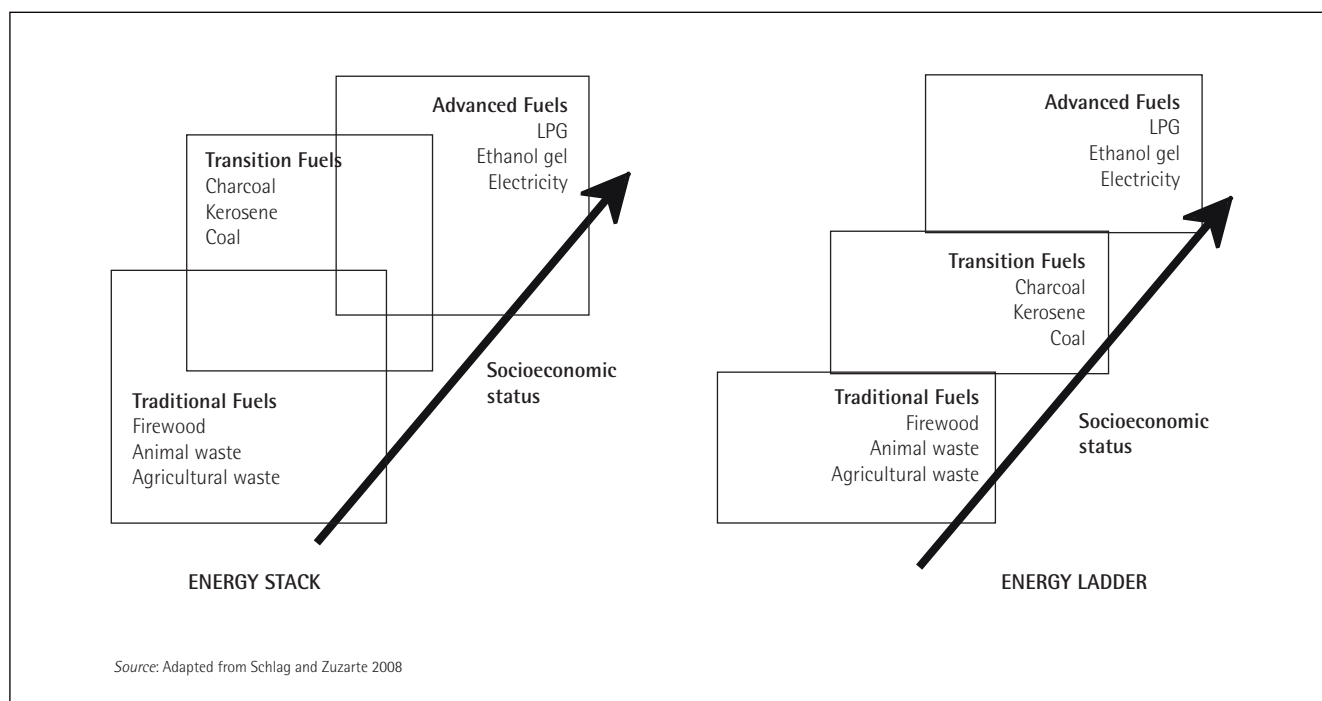 Advanced Fuels
LPG
Ethanol gel
Electricity
Transition Fuels
Charcoal
Kerosene
Coal
Socioeconomic
status
Traditional Fuels
Firewood
Animal waste
Agricultural waste
ENERGY STACK
Advanced Fuels
LPG
Ethanol gel
Electricity
Transition Fuels
Charcoal
Kerosene
Coal
Traditional Fuels
Firewood
Animal waste
Agricultural waste
Socioeconomic
status
ENERGY LADDER
Source: Adapted from Schlag and Zuzarte 2008